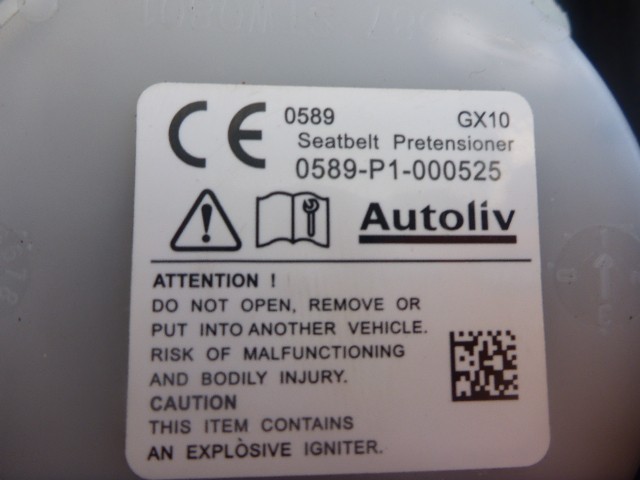 CE 0589 GX10
Seatbelt Pretensioner
0589-P1-000525
Autoliv
ATTENTION !
DO NOT OPEN, REMOVE OR
PUT INTO ANOTHER VEHICLE.
RISK OF MALFUNCTIONING
AND BODILY INJURY.
CAUTION
THIS ITEM CONTAINS
AN EXPLÒSIVE IGNITER.